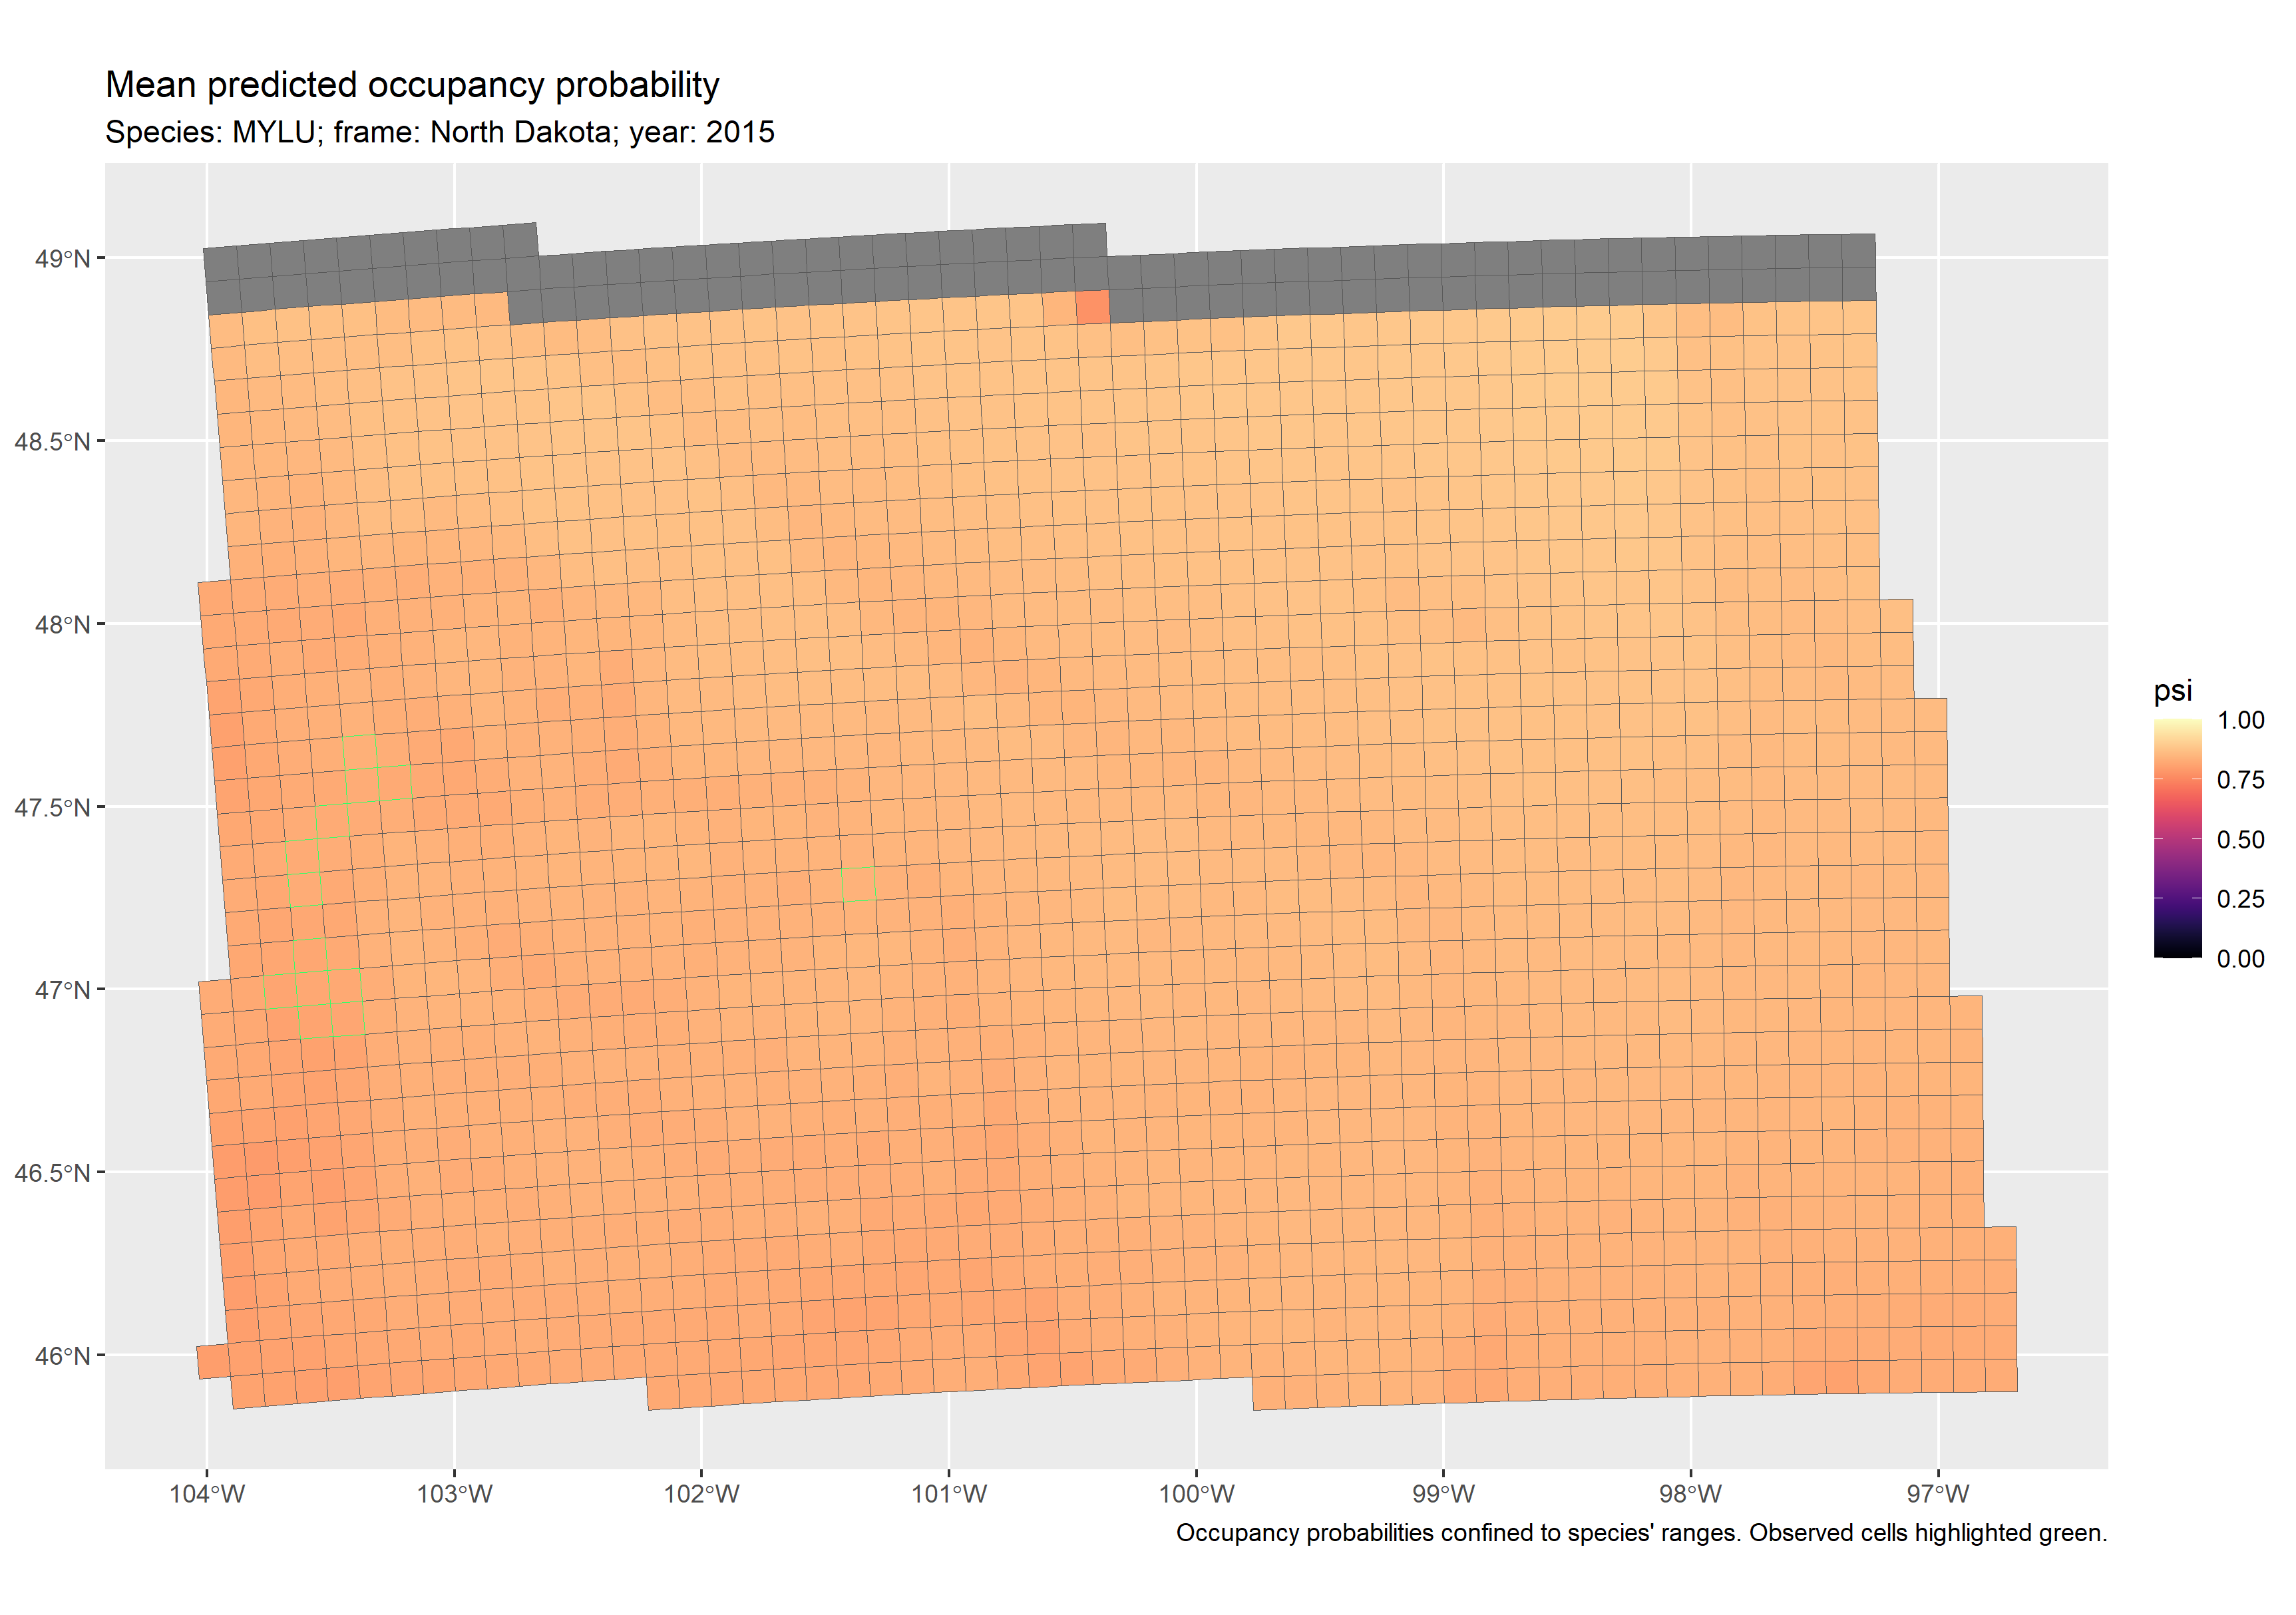 Mean predicted occupancy probability
Species: MYLU; frame: North Dakota; year: 2015
49°N
48.5°N
48°N
47.5°N
47°N
46.5°N
46°N
104°W
103°W
102°W
101°W
100°W
99°W
98°W
97°W
psi
1.00
0.75
0.50
0.25
0.00
Occupancy probabilities confined to species' ranges. Observed cells highlighted green.